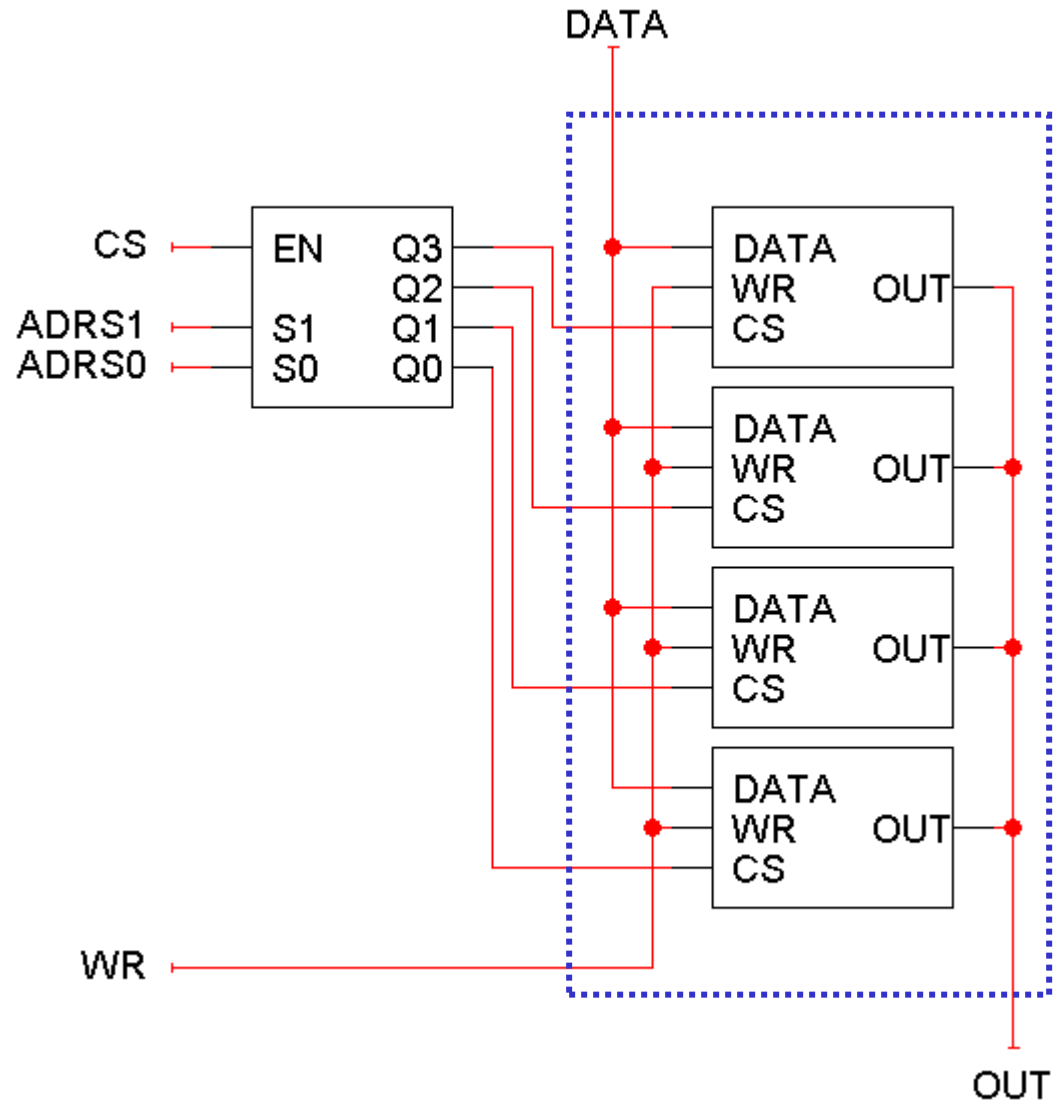 DATA
CS
ADRS1
ADRS0
EN Q3
Q2
S1 Q1
S0 Q0
DATA
WR OUT
CS
DATA
WR OUT
CS
DATA
WR OUT
CS
DATA
WR OUT
CS
WR
OUT